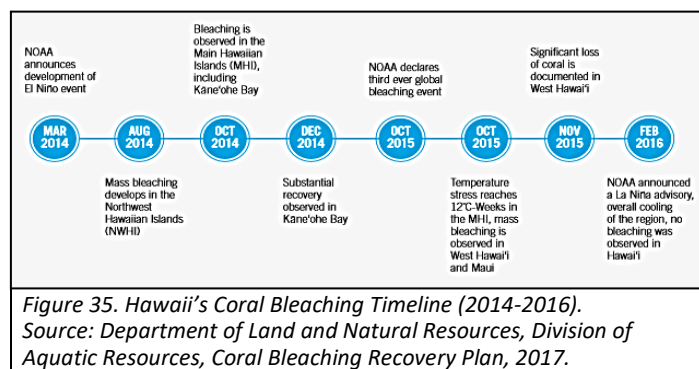 NOAA
announces
development of
El Niño event
MAR
2014
Mass bleaching
develops in the
Northwest
Hawaiian Islands
(NWHI)
AUG
2014
Bleaching is
observed in the
Main Hawaiian
Islands (MHI),
including
Kāne'ohe Bay
OCT
2014
Substantial
recovery
observed in
Kāne'ohe Bay
DEC
2014
NOAA declares
third ever global
bleaching event
OCT
2015
Temperature
stress reaches
12°C-Weeks in
the MHI, mass
bleaching is
observed in
West Hawai'i
and Maui
OCT
2015
Significant loss
of coral is
documented in
West Hawai'i
NOV
2015
NOAA announced
a La Niña advisory,
overall cooling
of the region, no
bleaching was
observed in
Hawai'i
FEB
2016
Figure 35. Hawaii's Coral Bleaching Timeline (2014-2016).
Source: Department of Land and Natural Resources, Division of
Aquatic Resources, Coral Bleaching Recovery Plan, 2017.